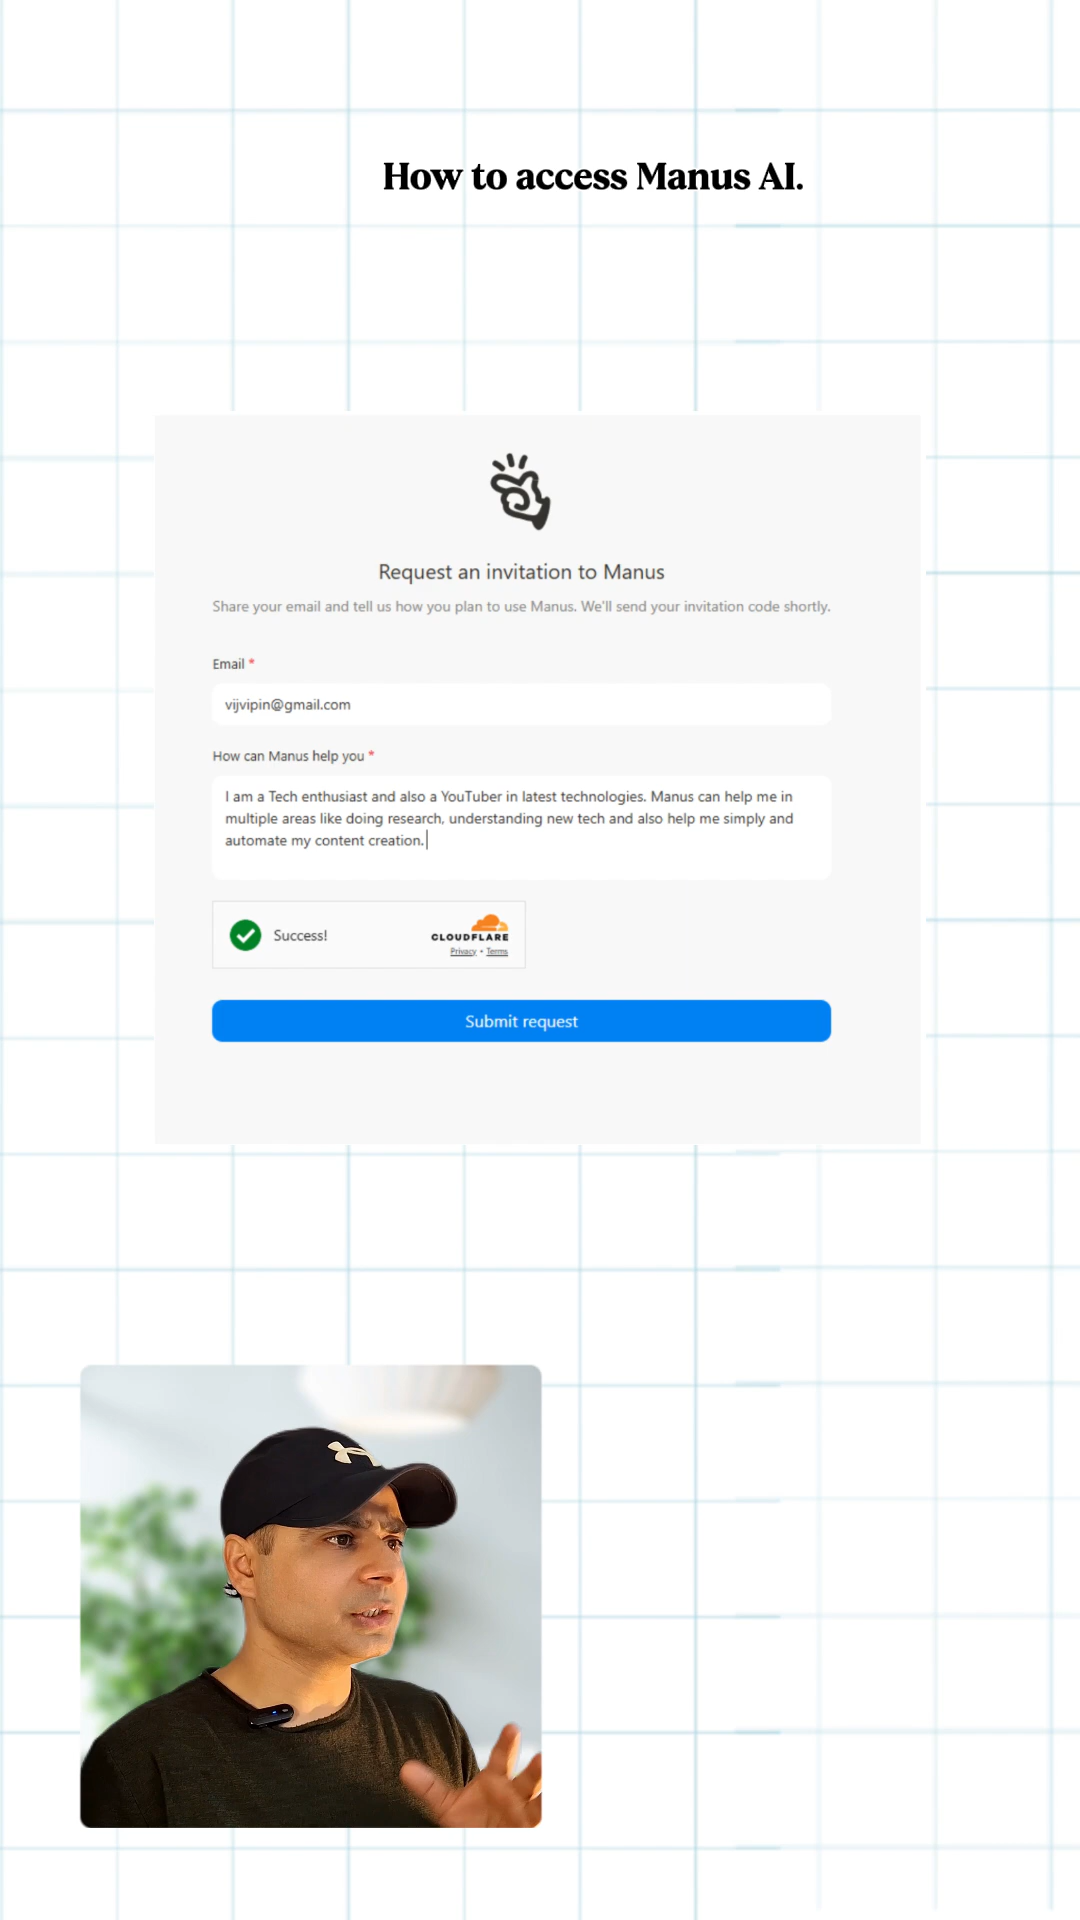 How to access Manus AI.
Request an invitation to Manus
Share your email and tell us how you plan to use Manus. We'll send your invitation code shortly.
Email *
vijvipin@gmail.com
How can Manus help you *
I am a Tech enthusiast and also a YouTuber in latest technologies. Manus can help me in
multiple areas like doing research, understanding new tech and also help me simply and
automate my content creation.
Success!
CLOUDFLARE
Privacy • Terms
Submit request